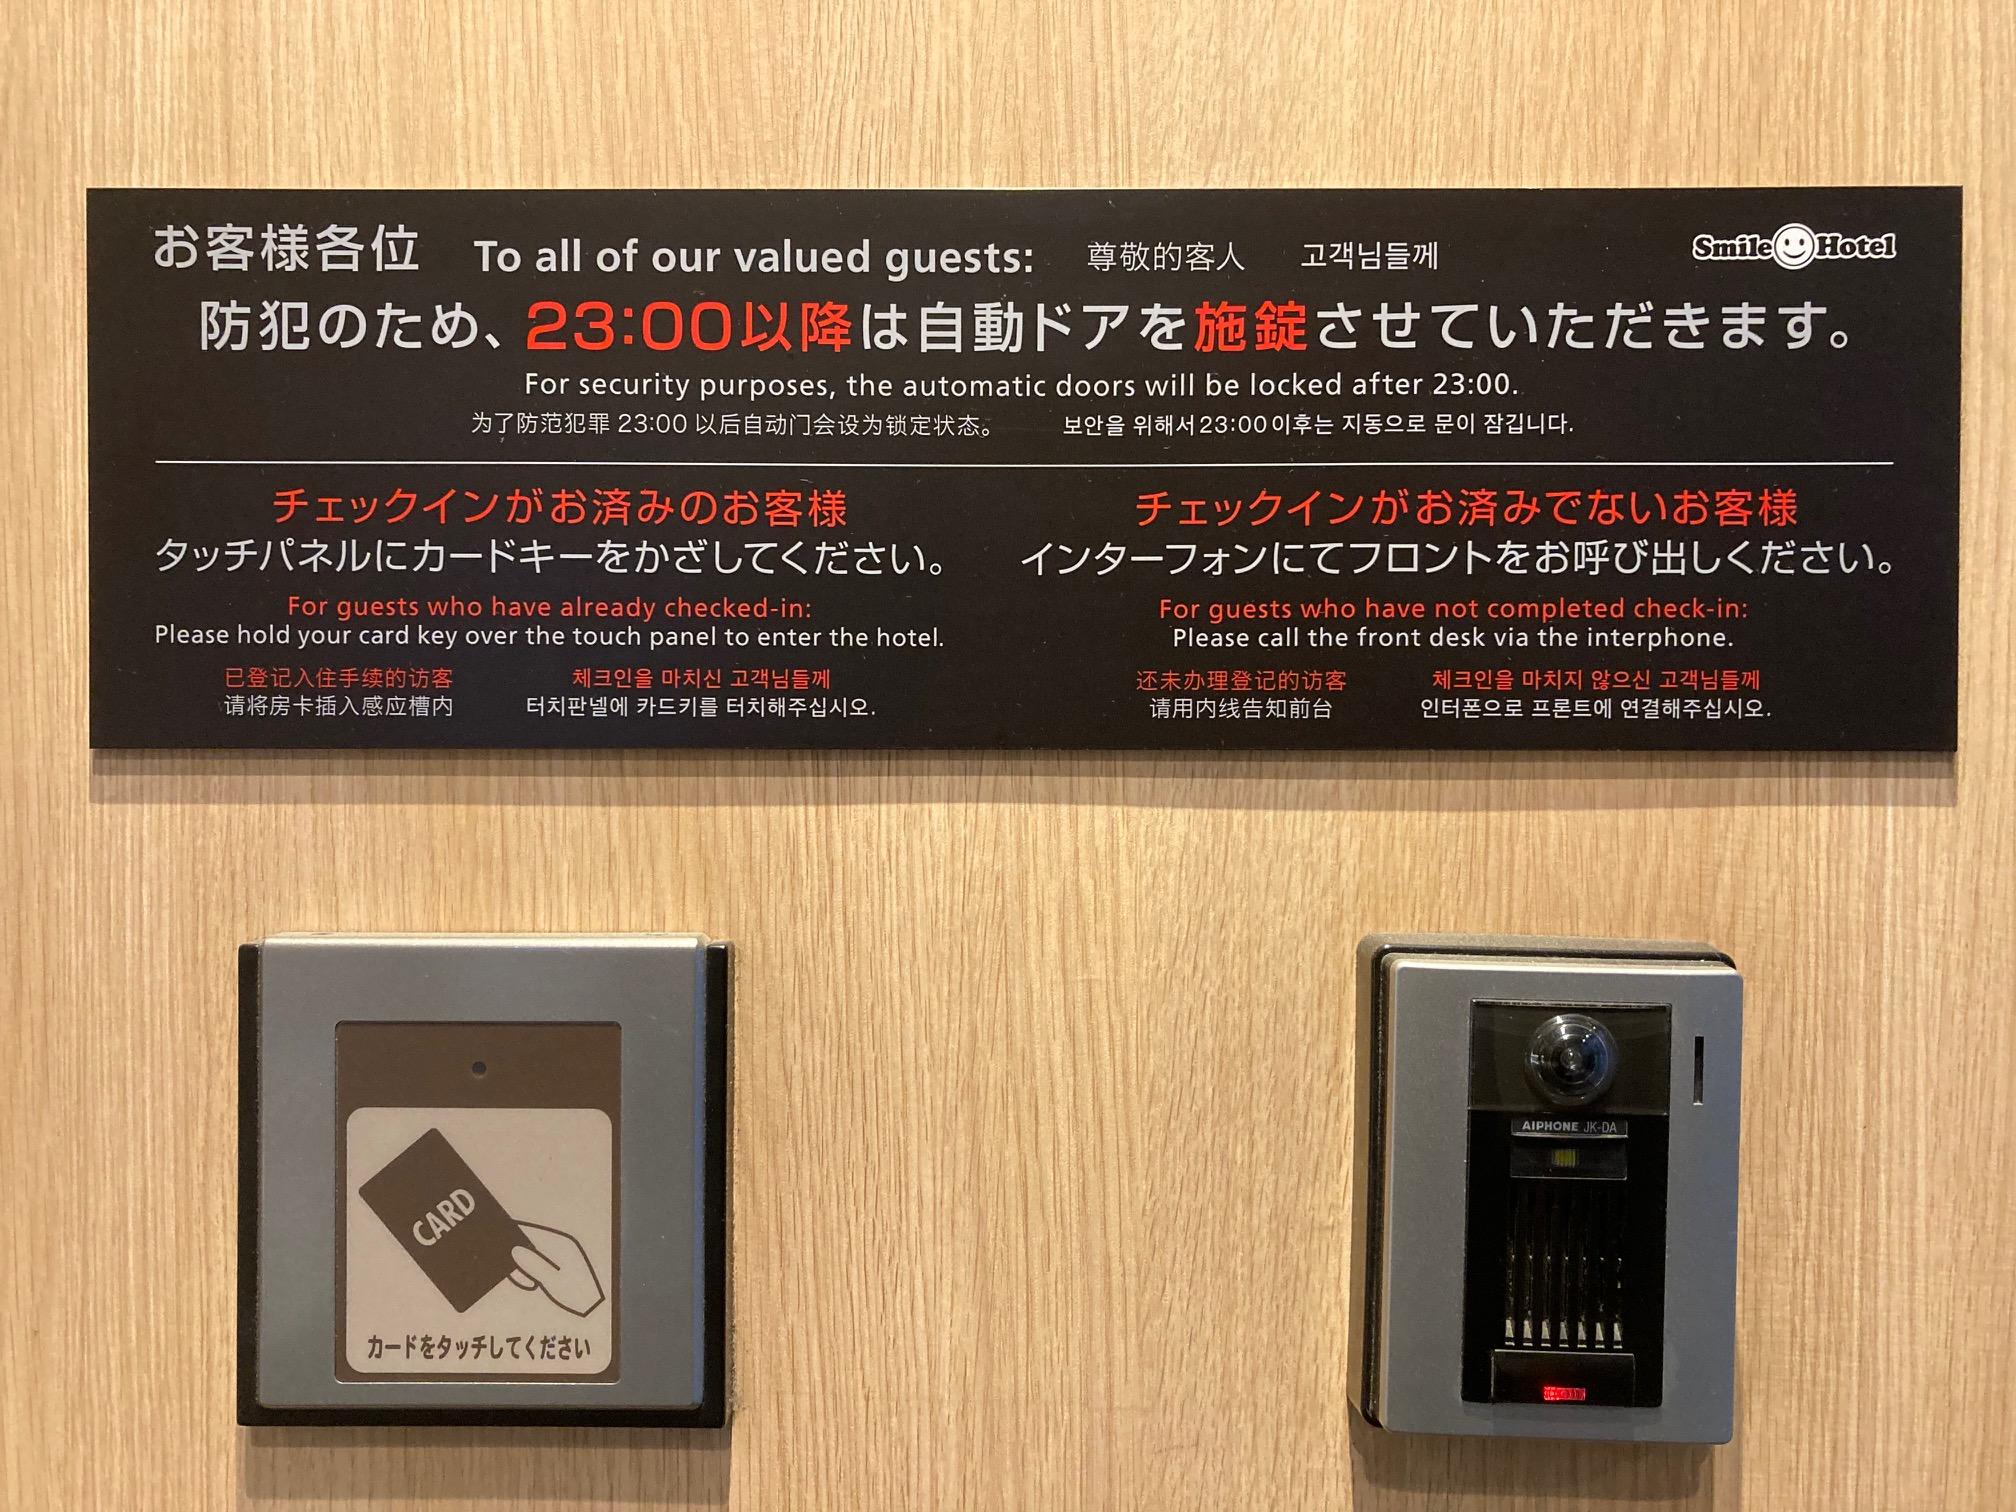 お客様各位 To all of our valued guests: 尊敬的客人 고객님들께 Smile Hotel
防犯のため、23:00以降は自動ドアを施錠させていただきます。
For security purposes, the automatic doors will be locked after 23:00.
为了防范犯罪 23:00 以后自动门会设为锁定状态。 보안을 위해서23:00이후는 지동으로 문이 잠깁니다.
チェックインがお済みのお客様
タッチパネルにカードキーをかざしてください。
For guests who have already checked-in:
Please hold your card key over the touch panel to enter the hotel.
已登记入住手续的访客 체크인을 마치신 고객님들께
请将房卡插入感应槽内 터치판넬에 카드키를 터치해주십시오.
チェックインがお済みでないお客様
インターフォンにてフロントをお呼び出しください。
For guests who have not completed check-in:
Please call the front desk via the interphone.
还未办理登记的访客 체크인을 마치지 않으신 고객님들께
请用内线告知前台 인터폰으로 프론트에 연결해주십시오.
CARD
カードをタッチしてください
AIPHONE JK-DA